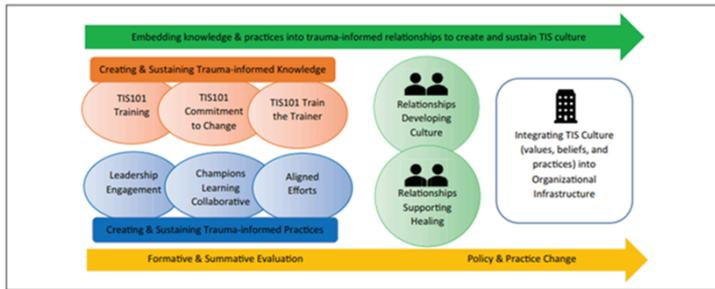 Embedding knowledge & practices into trauma-informed relationships to create and sustain TIS culture
Creating & Sustaining Trauma-informed Knowledge
TIS101
Training
TIS101
Commitment
to Change
TIS101 Train
the Trainer
Leadership
Engagement
Champions
Learning
Collaborative
Aligned
Efforts
Creating & Sustaining Trauma-informed Practices
Relationships
Developing
Culture
Relationships
Supporting
Healing
Integrating TIS Culture
(values, beliefs, and
practices) into
Organizational
Infrastructure
Formative & Summative Evaluation
Policy & Practice Change